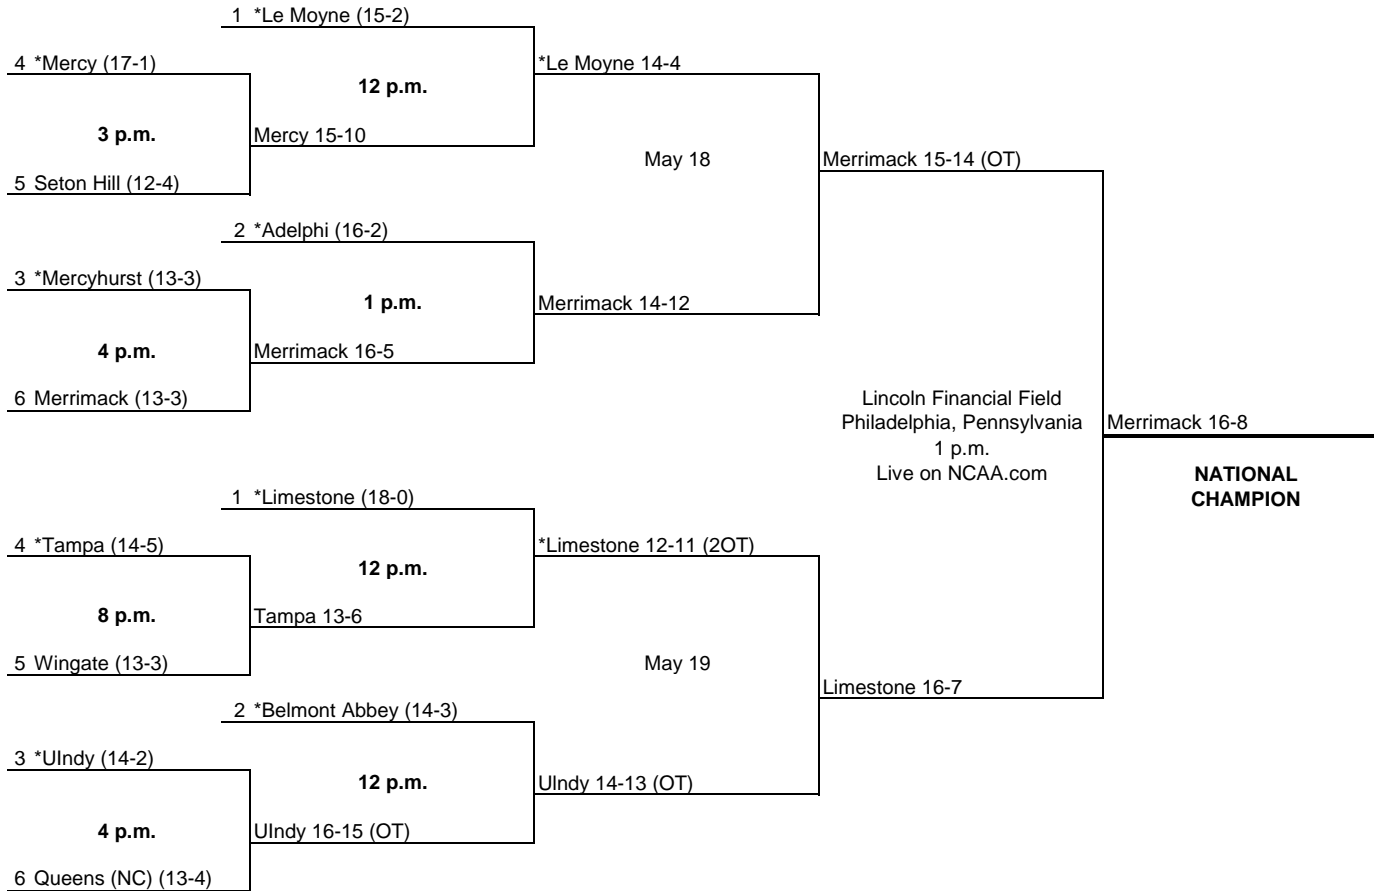 1 *Le Moyne (15-2)
4 *Mercy (17-1)
*Le Moyne 14-4
12 p.m.
3 p.m.
Mercy 15-10
May 18
Merrimack 15-14 (OT)
5 Seton Hill (12-4)
2 *Adelphi (16-2)
3 *Mercyhurst (13-3)
1 p.m.
Merrimack 14-12
4 p.m.
Merrimack 16-5
6 Merrimack (13-3)
Lincoln Financial Field
Philadelphia, Pennsylvania
1 p.m.
Live on NCAA.com
Merrimack 16-8
NATIONAL
CHAMPION
1 *Limestone (18-0)
4 *Tampa (14-5)
*Limestone 12-11 (2OT)
12 p.m.
8 p.m.
Tampa 13-6
5 Wingate (13-3)
May 19
Limestone 16-7
2 *Belmont Abbey (14-3)
3 *UIndy (14-2)
12 p.m.
UIndy 14-13 (OT)
4 p.m.
UIndy 16-15 (OT)
6 Queens (NC) (13-4)